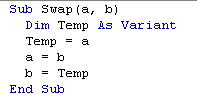 Sub Swap(a, b)
  Dim Temp As Variant
  Temp = a
  a = b
  b = Temp
End Sub